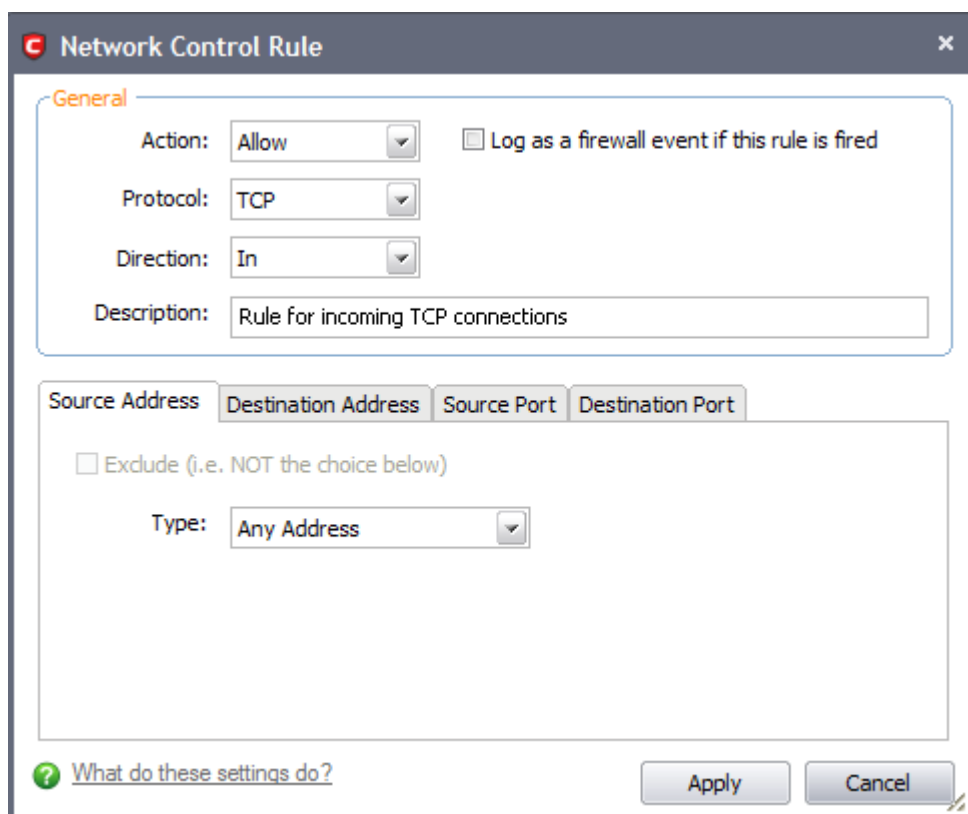 Network Control Rule
General
Action: Allow Log as a firewall event if this rule is fired
Protocol: TCP
Direction: In
Description: Rule for incoming TCP connections
Source Address Destination Address Source Port Destination Port
Exclude (i.e. NOT the choice below)
Type: Any Address
What do these settings do? Apply Cancel